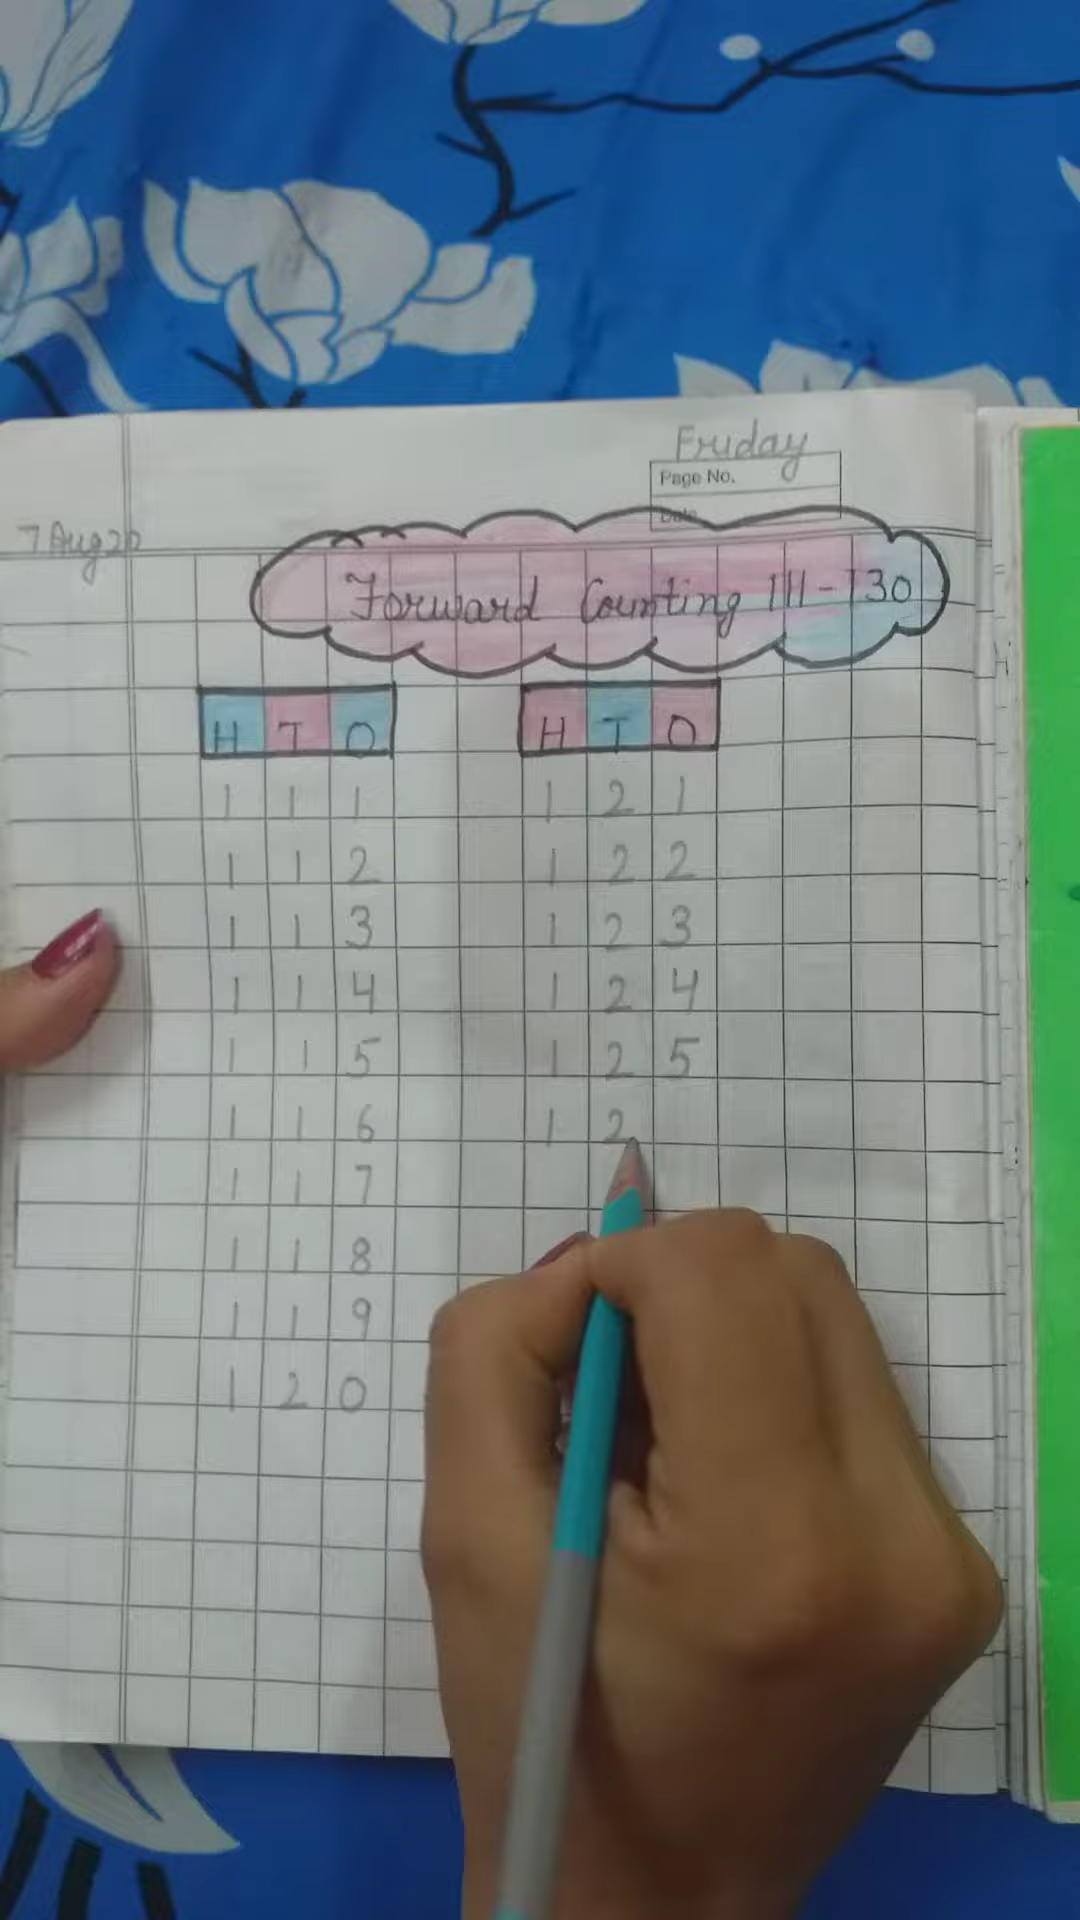 Friday
Page No.
Date
7 Aug 20
Forward Counting 111-130
H T O H T O
1 1 1 1 2 1
1 1 2 1 2 2
1 1 3 1 2 3
1 1 4 1 2 4
1 1 5 1 2 5
1 1 6 1 2
1 1 7
1 1 8
1 1 9
1 2 0